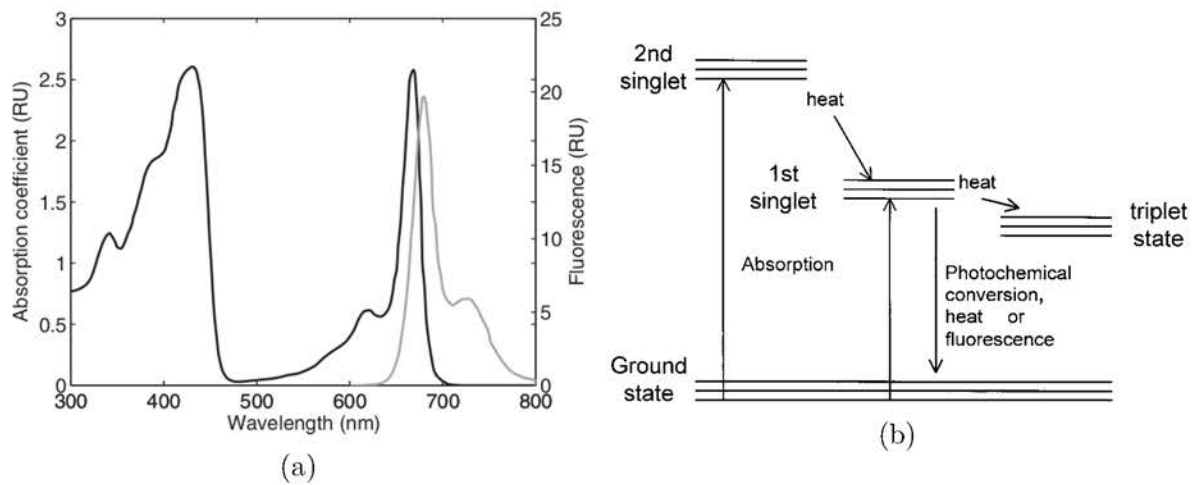 3
2.5
2
1.5
1
0.5
0
Absorption coefficient (RU)
25
20
15
10
5
0
Fluorescence (RU)
300 400 500 600 700 800
Wavelength (nm)
(a)
2nd
singlet
heat
1st
singlet
heat
triplet
state
Absorption
Photochemical
conversion,
heat or
fluorescence
Ground
state
(b)